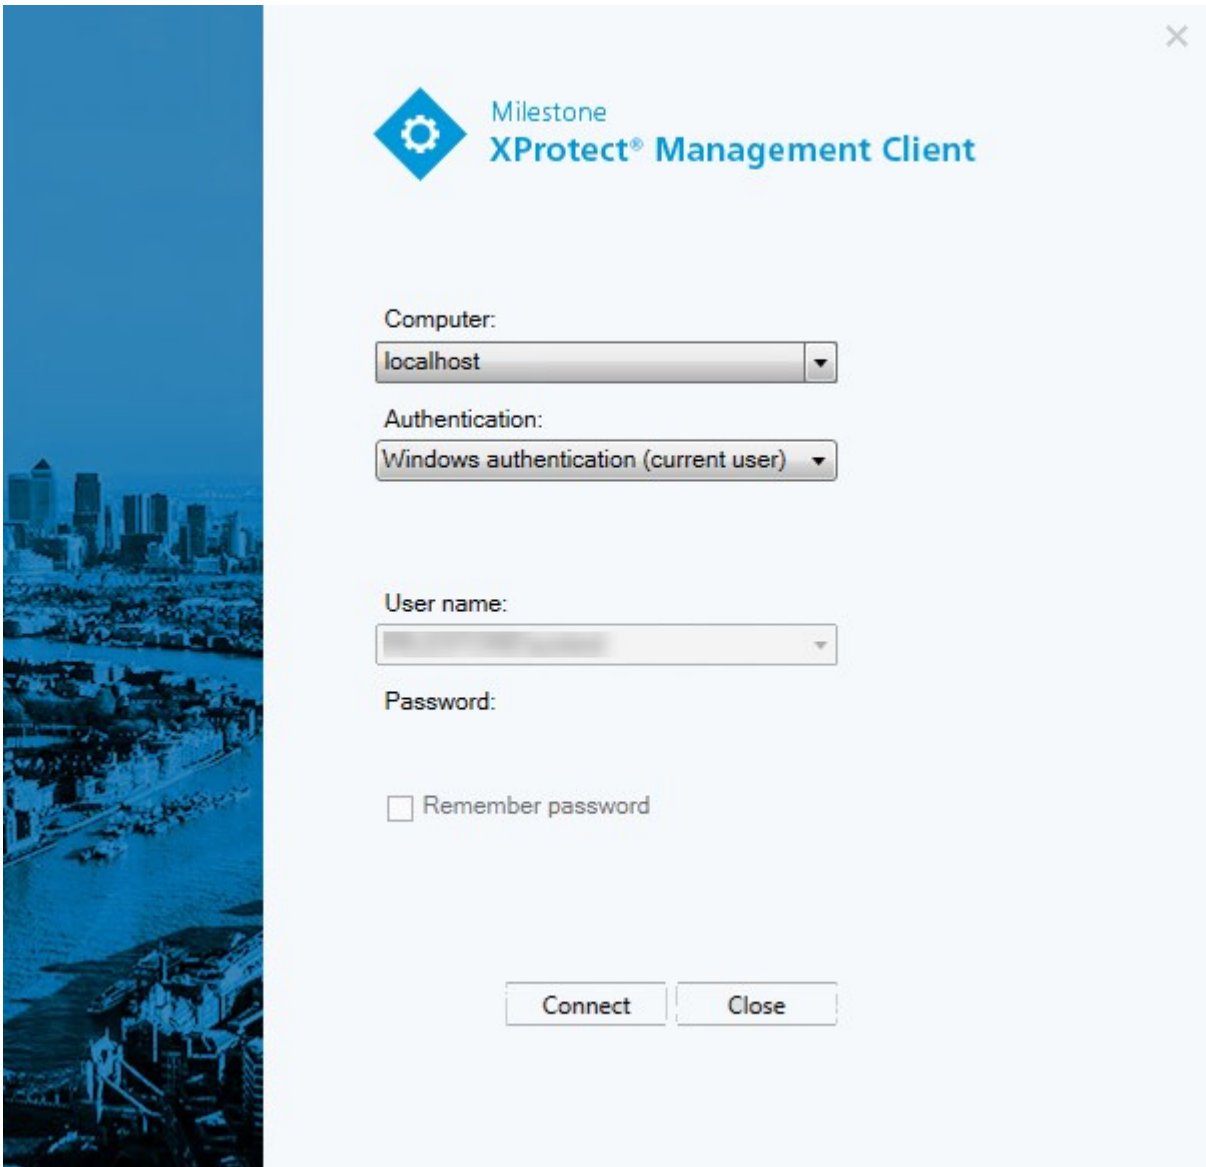 Milestone
XProtect® Management Client
Computer:
localhost
Authentication:
Windows authentication (current user)
User name:
Password:
Remember password
Connect
Close